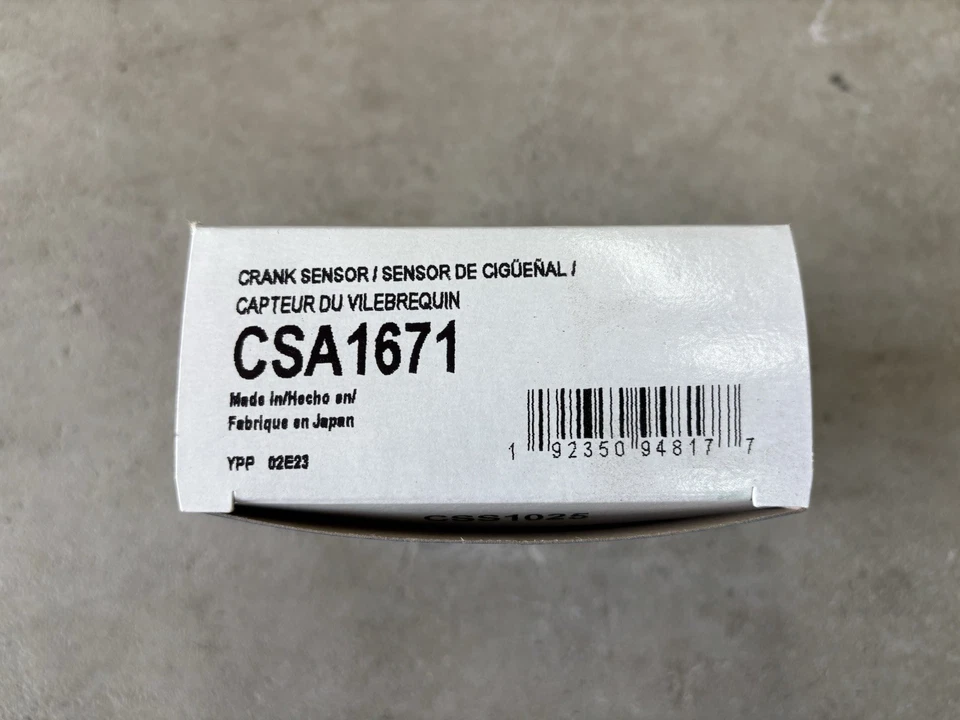 CRANK SENSOR / SENSOR DE CIGÜEÑAL /
CAPTEUR DU VILEBREQUIN
CSA1671
Made in/Hecho en/
Fabrique en Japan
YPP 02E23
1 92350 94817 7
CSS1025